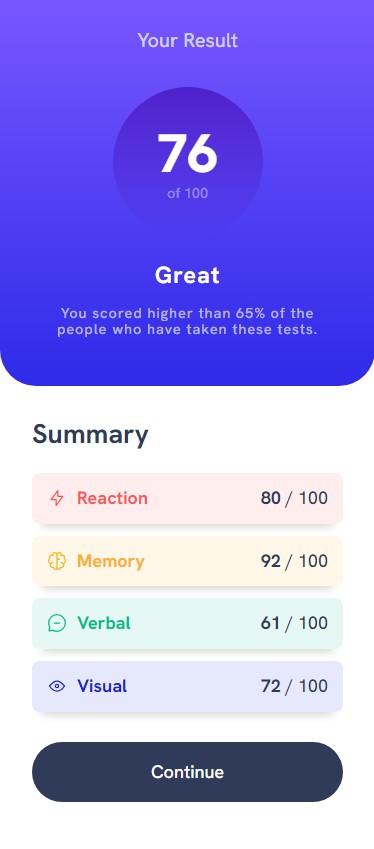 Your Result
76
of 100
Great
You scored higher than 65% of the
people who have taken these tests.
Summary
Reaction 80 / 100
Memory 92 / 100
Verbal 61 / 100
Visual 72 / 100
Continue